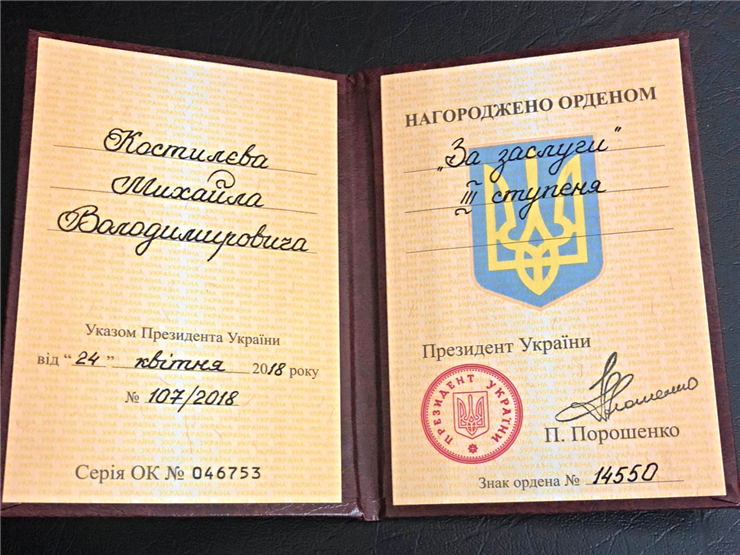 Костилєва
Михайла
Володимировича
Указом Президента України
від “ 24 ” квітня 2018 року
№ 107/2018
Серія ОК № 046753
НАГОРОДЖЕНО ОРДЕНОМ
„За заслуги”
III ступеня
Президент України
ПРЕЗИДЕНТ УКРАЇНИ
П. Порошенко
Знак ордена № 14550